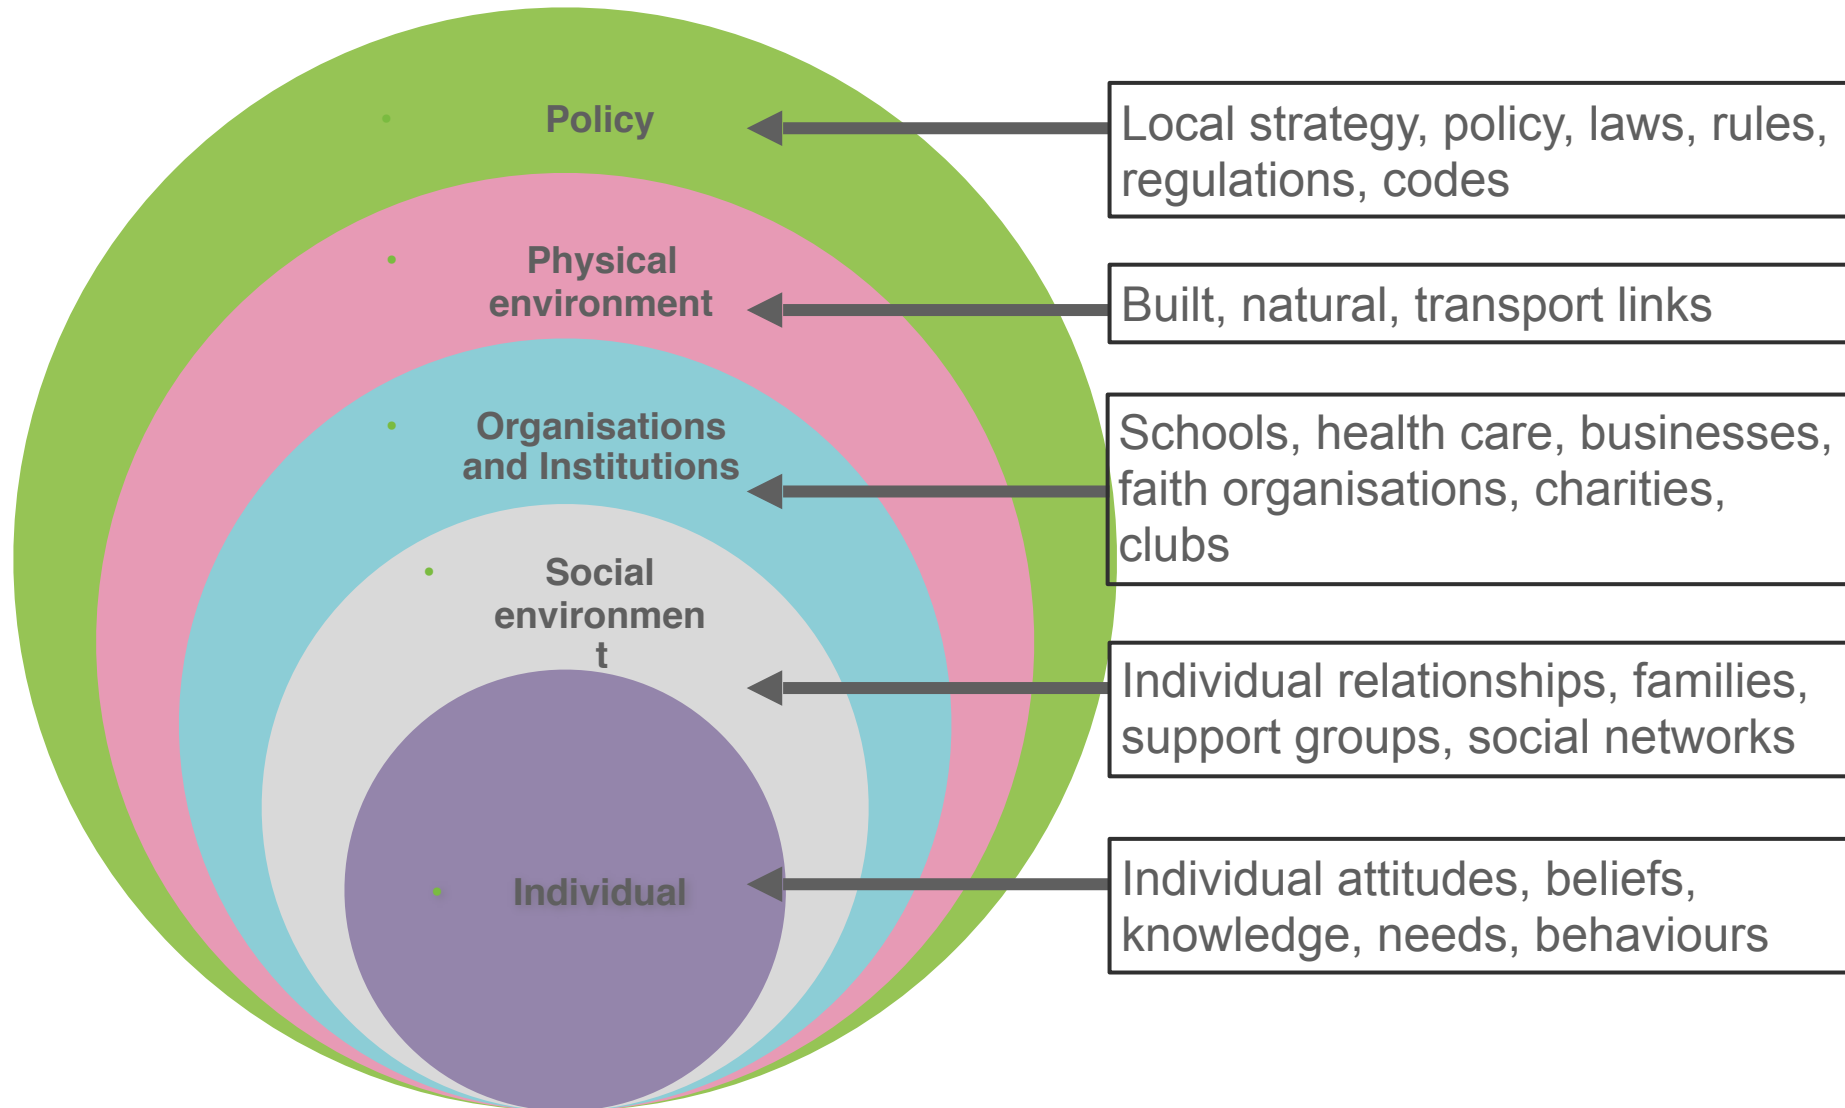 Policy
Local strategy, policy, laws, rules,
regulations, codes
Physical
environment
Built, natural, transport links
Organisations
and Institutions
Schools, health care, businesses,
faith organisations, charities,
clubs
Social
environmen
t
Individual relationships, families,
support groups, social networks
Individual
Individual attitudes, beliefs,
knowledge, needs, behaviours